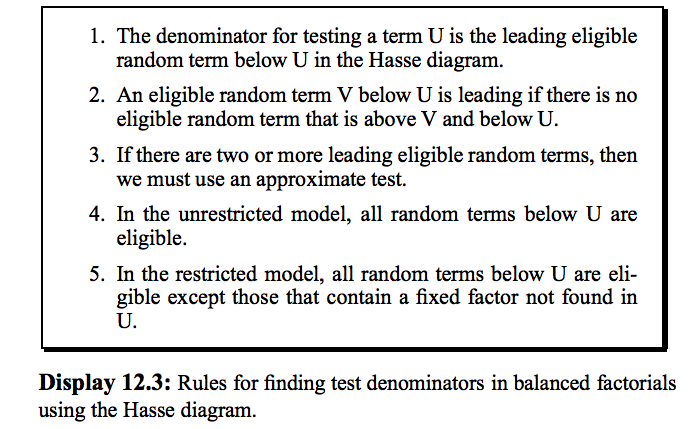 1. The denominator for testing a term U is the leading eligible
random term below U in the Hasse diagram.
2. An eligible random term V below U is leading if there is no
eligible random term that is above V and below U.
3. If there are two or more leading eligible random terms, then
we must use an approximate test.
4. In the unrestricted model, all random terms below U are
eligible.
5. In the restricted model, all random terms below U are eli-
gible except those that contain a fixed factor not found in
U.
Display 12.3: Rules for finding test denominators in balanced factorials
using the Hasse diagram.